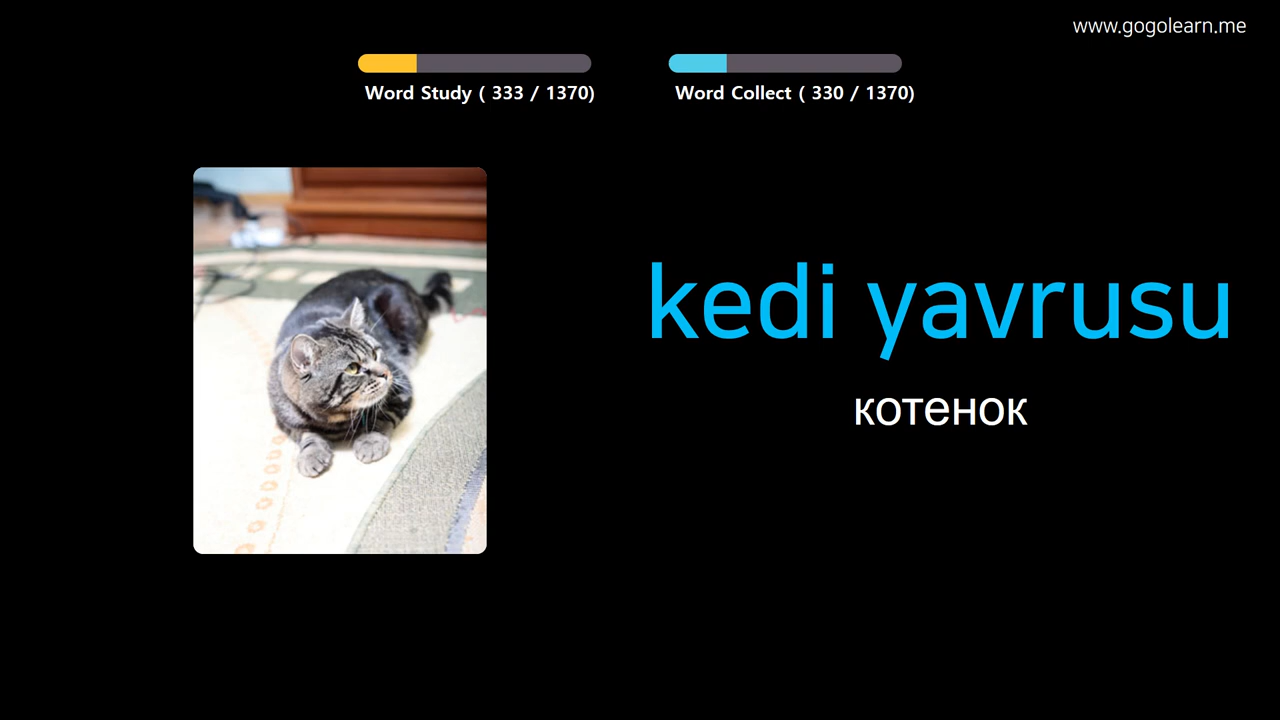 www.gogolearn.me
Word Study ( 333 / 1370)
Word Collect ( 330 / 1370)
kedi yavrusu
котенок